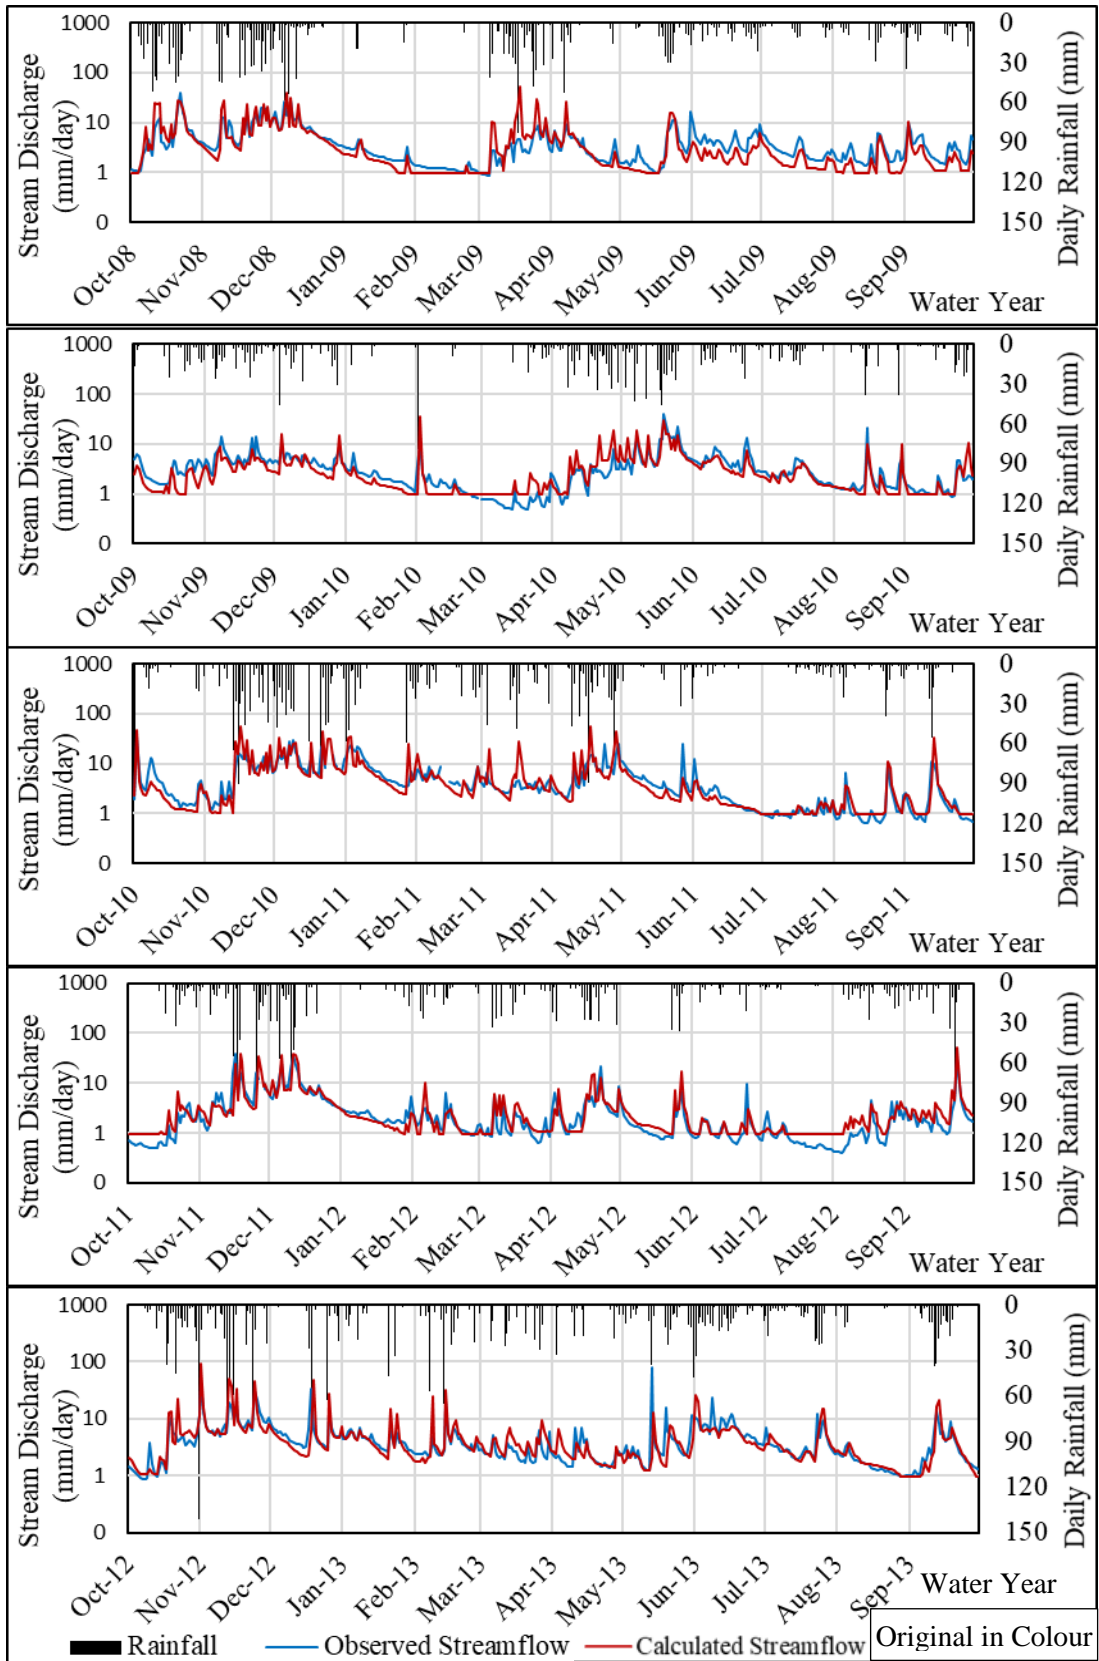 1000
100
10
1
0
Stream Discharge
(mm/day)
0
30
60
90
120
150
Daily Rainfall (mm)
Oct-08
Nov-08
Dec-08
Jan-09
Feb-09
Mar-09
Apr-09
May-09
Jun-09
Jul-09
Aug-09
Sep-09
Water Year
1000
100
10
1
0
Stream Discharge
(mm/day)
0
30
60
90
120
150
Daily Rainfall (mm)
Oct-09
Nov-09
Dec-09
Jan-10
Feb-10
Mar-10
Apr-10
May-10
Jun-10
Jul-10
Aug-10
Sep-10
Water Year
1000
100
10
1
0
Stream Discharge
(mm/day)
0
30
60
90
120
150
Daily Rainfall (mm)
Oct-10
Nov-10
Dec-10
Jan-11
Feb-11
Mar-11
Apr-11
May-11
Jun-11
Jul-11
Aug-11
Sep-11
Water Year
1000
100
10
1
0
Stream Discharge
(mm/day)
0
30
60
90
120
150
Daily Rainfall (mm)
Oct-11
Nov-11
Dec-11
Jan-12
Feb-12
Mar-12
Apr-12
May-12
Jun-12
Jul-12
Aug-12
Sep-12
Water Year
1000
100
10
1
0
Stream Discharge
(mm/day)
0
30
60
90
120
150
Daily Rainfall (mm)
Oct-12
Nov-12
Dec-12
Jan-13
Feb-13
Mar-13
Apr-13
May-13
Jun-13
Jul-13
Aug-13
Sep-13
Water Year
Rainfall
Observed Streamflow
Calculated Streamflow
Original in Colour